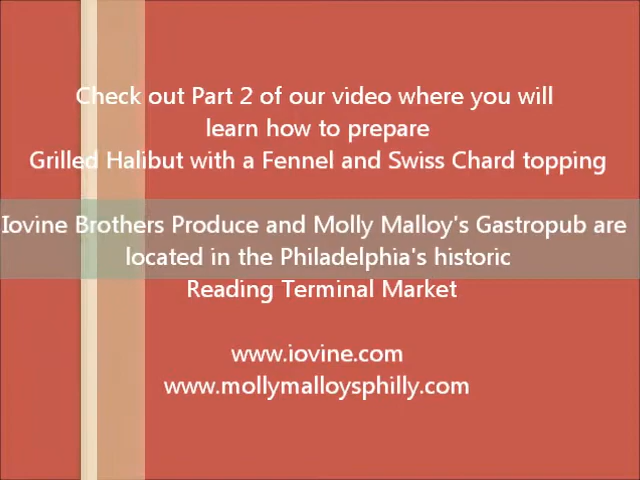 Check out Part 2 of our video where you will
learn how to prepare
Grilled Halibut with a Fennel and Swiss Chard topping
Iovine Brothers Produce and Molly Malloy's Gastropub are
located in the Philadelphia's historic
Reading Terminal Market
www.iovine.com
www.mollymalloysphilly.com